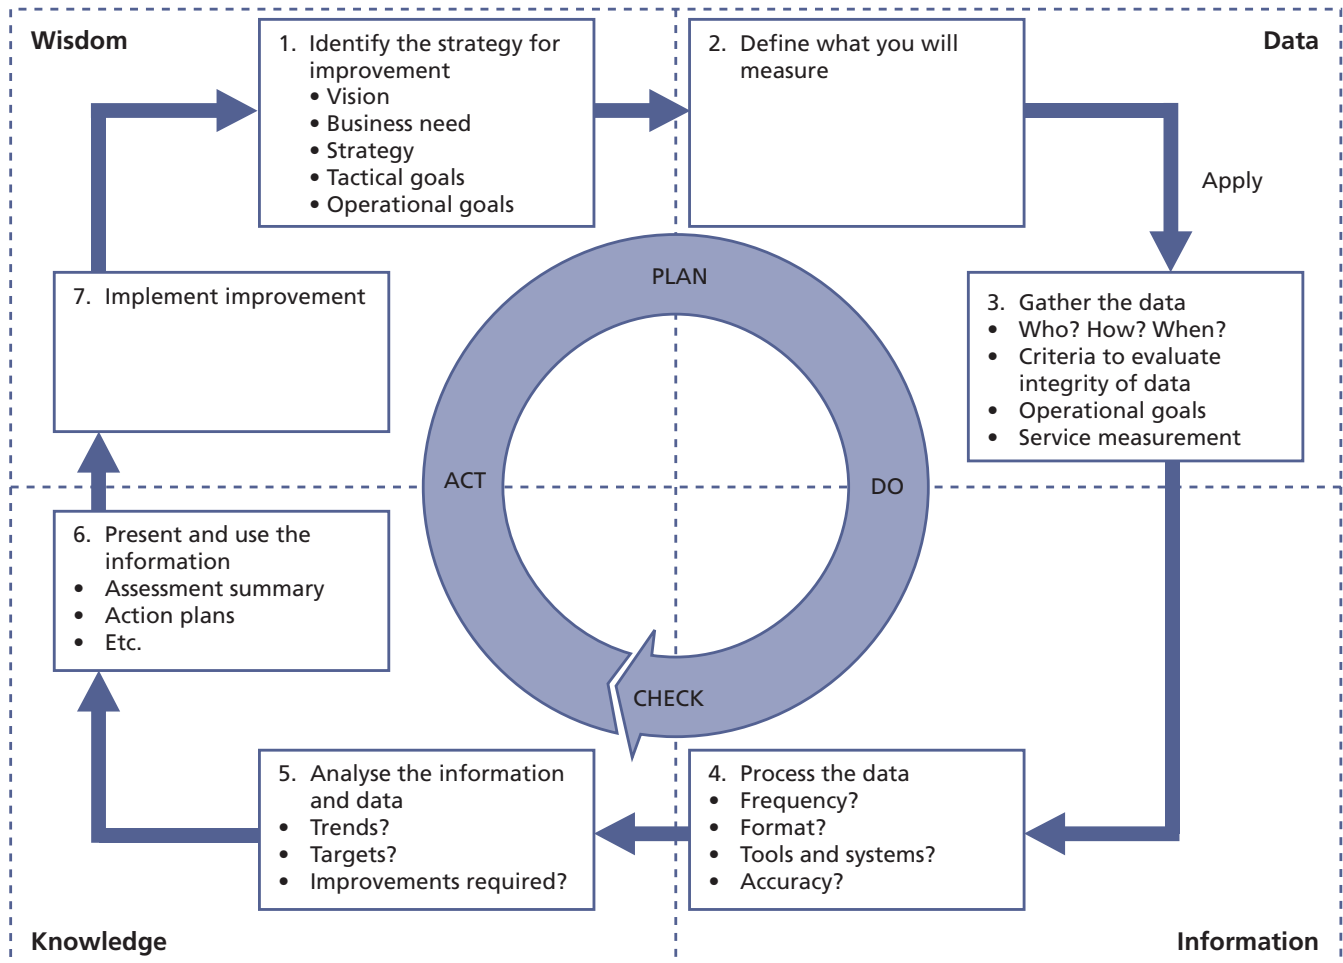 Wisdom
1. Identify the strategy for
improvement
• Vision
• Business need
• Strategy
• Tactical goals
• Operational goals
2. Define what you will
measure
Data
Apply
3. Gather the data
• Who? How? When?
• Criteria to evaluate
integrity of data
• Operational goals
• Service measurement
7. Implement improvement
PLAN
DO
CHECK
ACT
6. Present and use the
information
• Assessment summary
• Action plans
• Etc.
5. Analyse the information
and data
• Trends?
• Targets?
• Improvements required?
4. Process the data
• Frequency?
• Format?
• Tools and systems?
• Accuracy?
Knowledge
Information